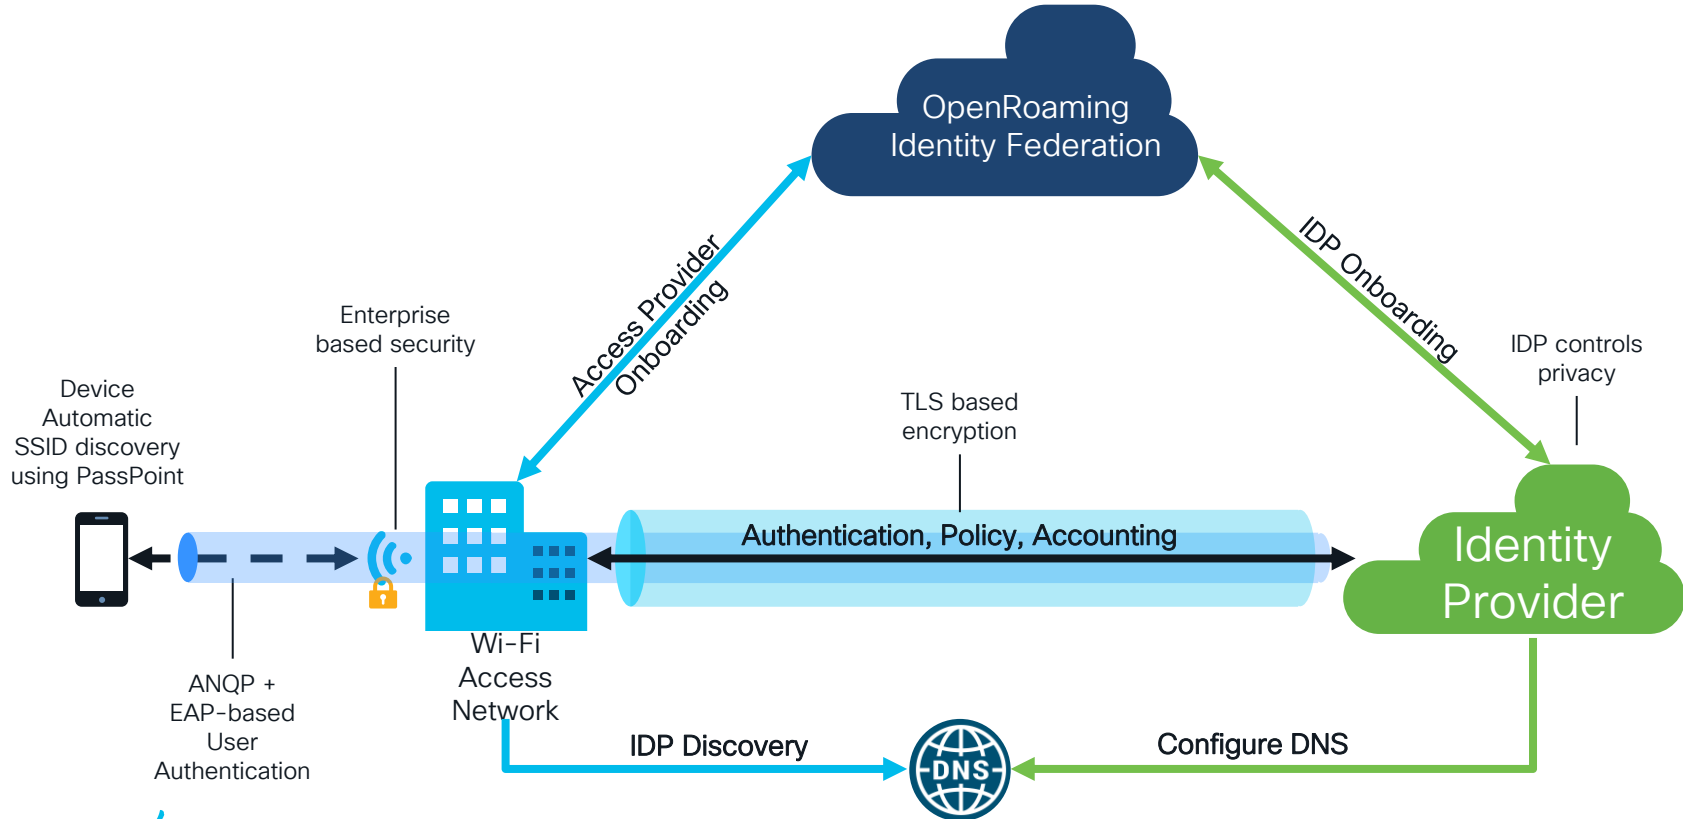 OpenRoaming
Identity Federation
Access Provider
Onboarding
IDP Onboarding
Enterprise
based security
IDP controls
privacy
Device
Automatic
SSID discovery
using PassPoint
TLS based
encryption
Authentication, Policy, Accounting
Identity
Provider
Wi-Fi
Access
Network
ANQP +
EAP-based
User
Authentication
IDP Discovery
DNS
Configure DNS